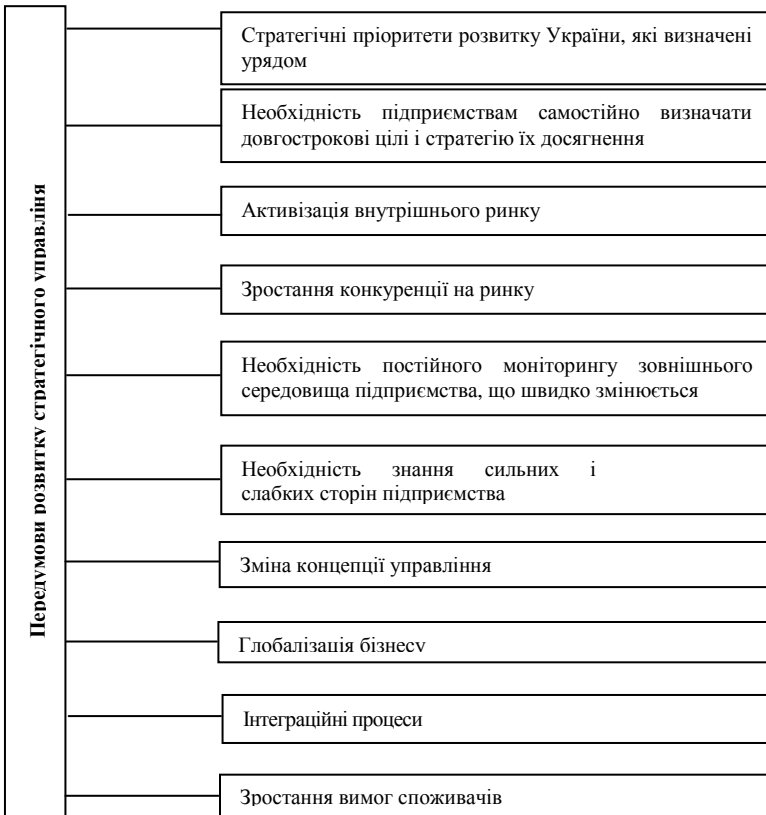 Передумови розвитку стратегічного управліня
Стратегічні пріоритети розвитку України, які визначені
урядом
Необхідність підприємствам самостійно визначати
довгострокові цілі і стратегію їх досягнення
Активізація внутрішнього ринку
Зростання конкуренції на ринку
Необхідність постійного моніторингу зовнішнього
середовища підприємства, що швидко змінюється
Необхідність знання сильних і
слабких сторін підприємства
Зміна концепції управління
Глобалізація бізнесу
Інтеграційні процеси
Зростання вимог споживачів